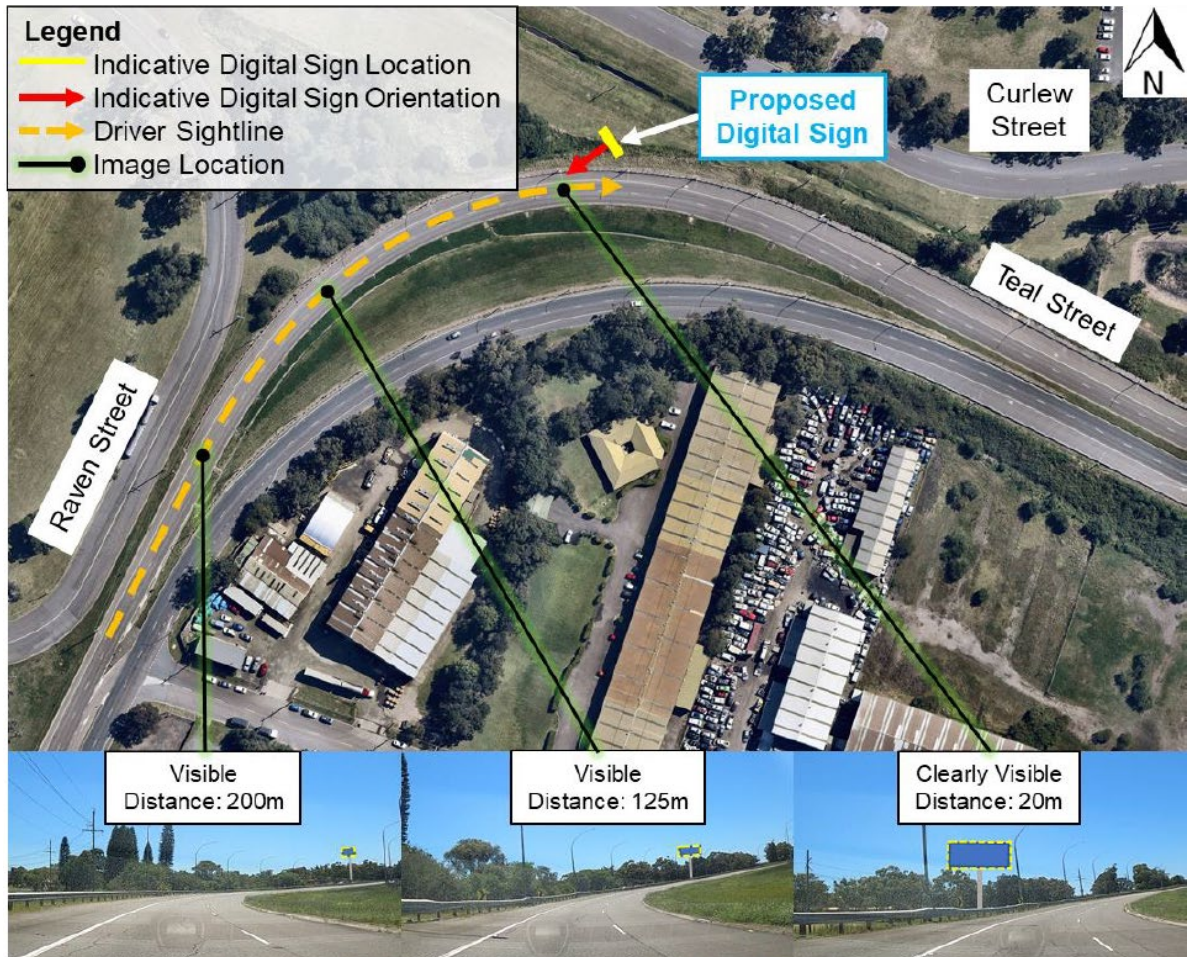 Legend
Indicative Digital Sign Location
Indicative Digital Sign Orientation
Driver Sightline
Image Location
Proposed
Digital Sign
Curlew
Street
N
Teal Street
Raven Street
Visible
Distance: 200m
Visible
Distance: 125m
Clearly Visible
Distance: 20m